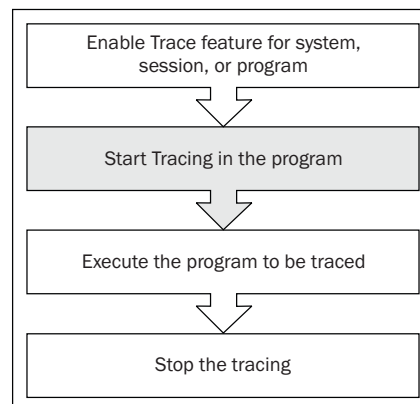 Enable Trace feature for system,
session, or program
Start Tracing in the program
Execute the program to be traced
Stop the tracing